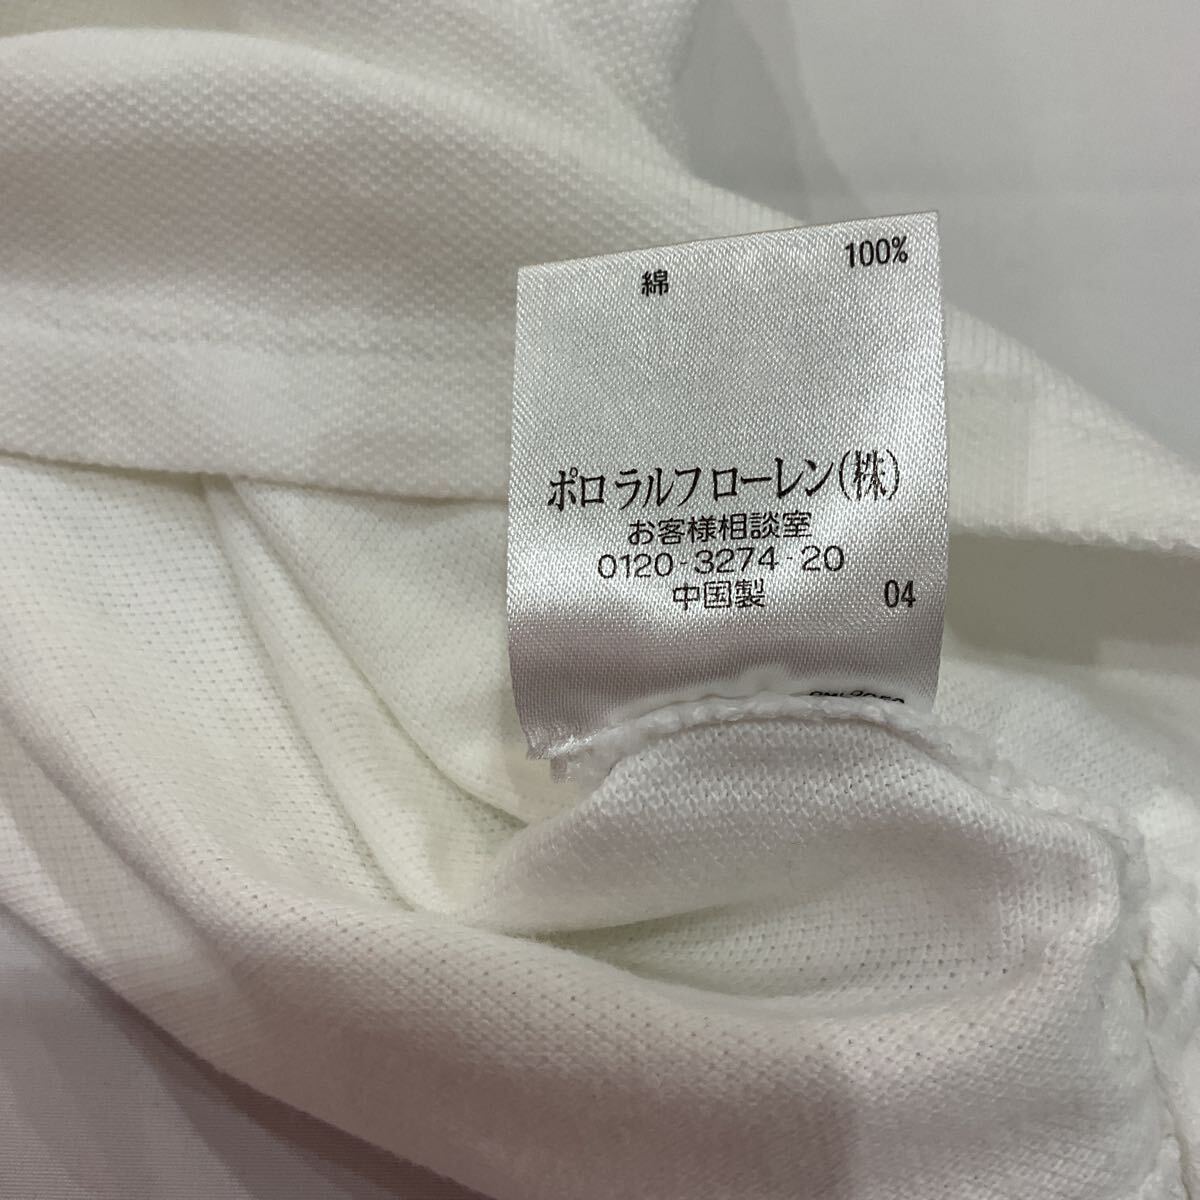 綿 100%
ポロ ラルフ ローレン(株)
お客様相談室
0120-3274-20
中国製 04